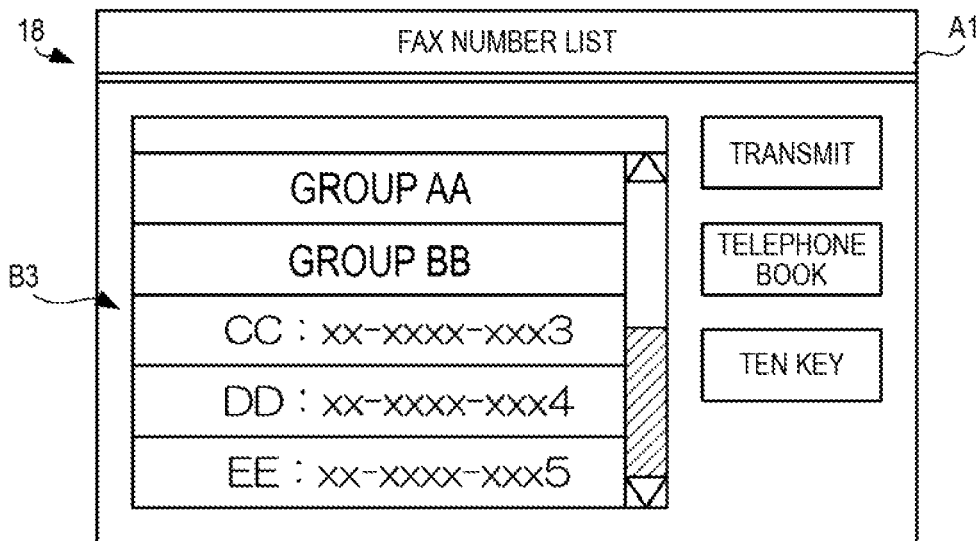 18
FAX NUMBER LIST
A1
TRANSMIT
GROUP AA
TELEPHONE
BOOK
GROUP BB
B3
CC : xx-xxxx-xxx3
TEN KEY
DD : xx-xxxx-xxx4
EE : xx-xxxx-xxx5